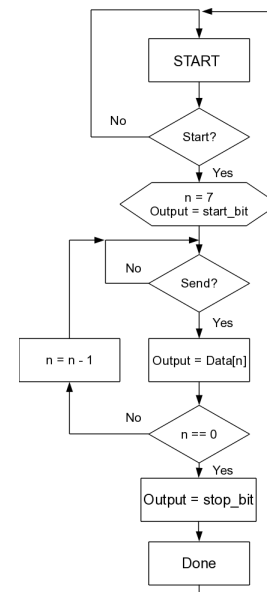 START
No
Start?
Yes
n = 7
Output = start_bit
No
Send?
Yes
n = n - 1
Output = Data[n]
No
n == 0
Yes
Output = stop_bit
Done